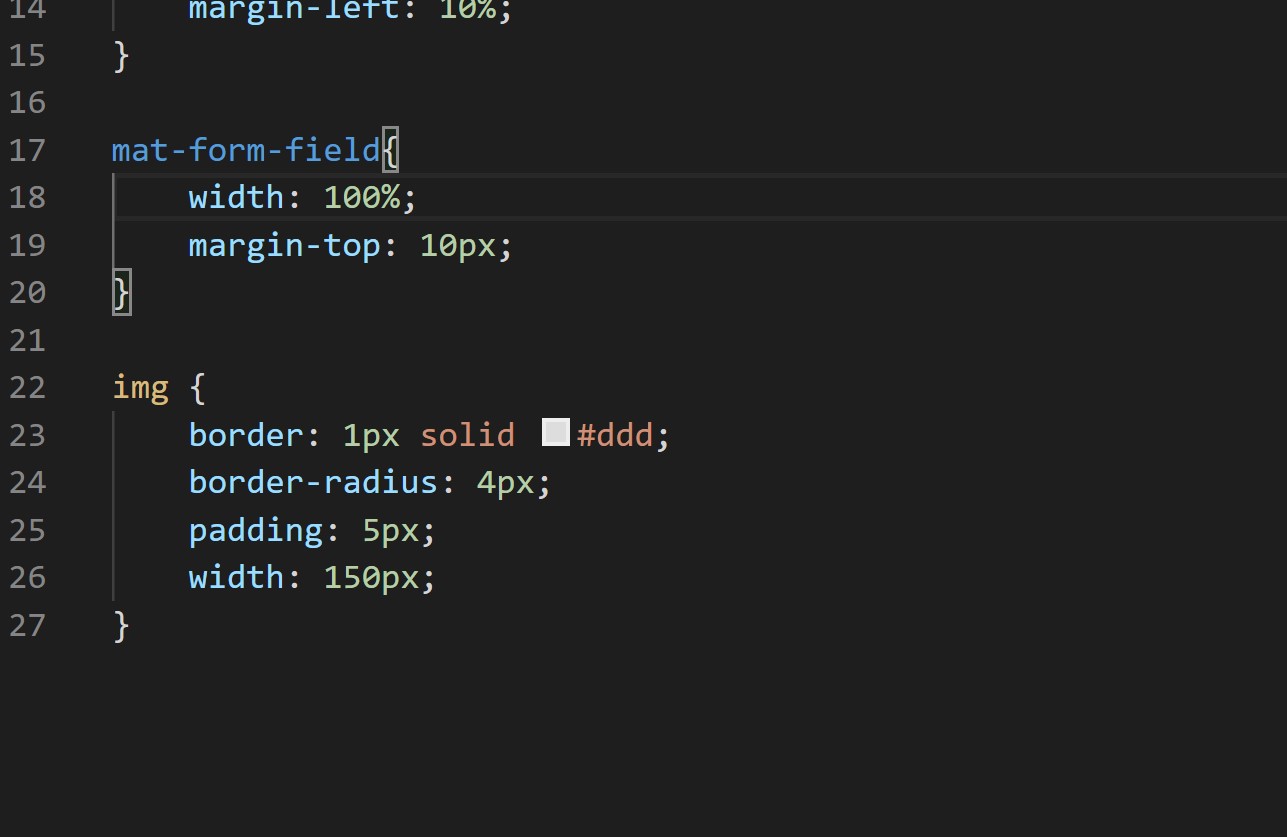 14 margin-left: 10%;
15 }
16
17 mat-form-field{
18 width: 100%;
19 margin-top: 10px;
20 }
21
22 img {
23 border: 1px solid #ddd;
24 border-radius: 4px;
25 padding: 5px;
26 width: 150px;
27 }